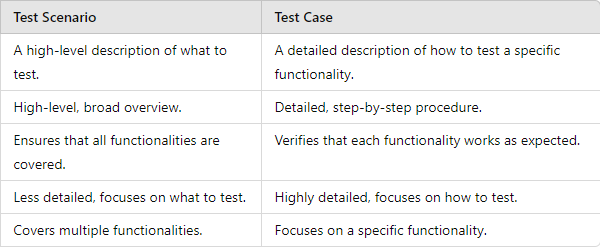 Test Scenario
Test Case
A high-level description of what to
test.
A detailed description of how to test a specific
functionality.
High-level, broad overview.
Detailed, step-by-step procedure.
Ensures that all functionalities are
covered.
Verifies that each functionality works as expected.
Less detailed, focuses on what to test.
Highly detailed, focuses on how to test.
Covers multiple functionalities.
Focuses on a specific functionality.